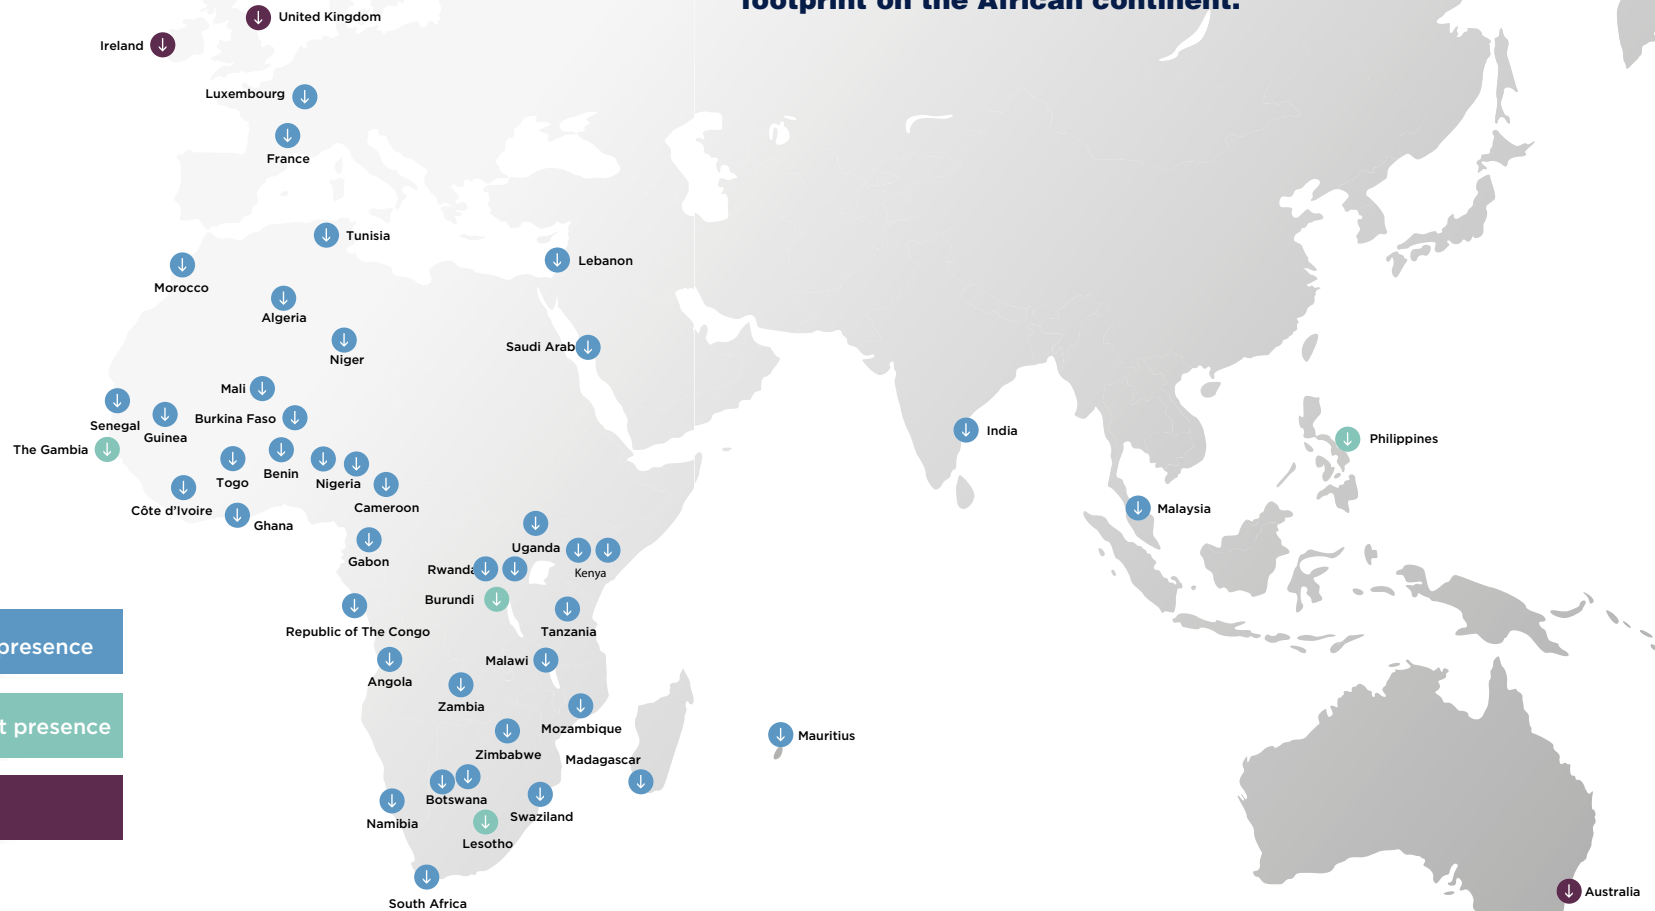 footprint on the African continent.
United Kingdom
Ireland
Luxembourg
France
Tunisia
Lebanon
Morocco
Algeria
Niger
Saudi Arab
Mali
Senegal
Guinea
Burkina Faso
The Gambia
India
Philippines
Togo
Benin
Nigeria
Cameroon
Côte d'Ivoire
Ghana
Malaysia
Uganda
Gabon
Rwanda
Kenya
Burundi
Republic of The Congo
Tanzania
presence
Malawi
Angola
Zambia
t presence
Mozambique
Mauritius
Zimbabwe
Madagascar
Botswana
Swaziland
Namibia
Lesotho
Australia
South Africa